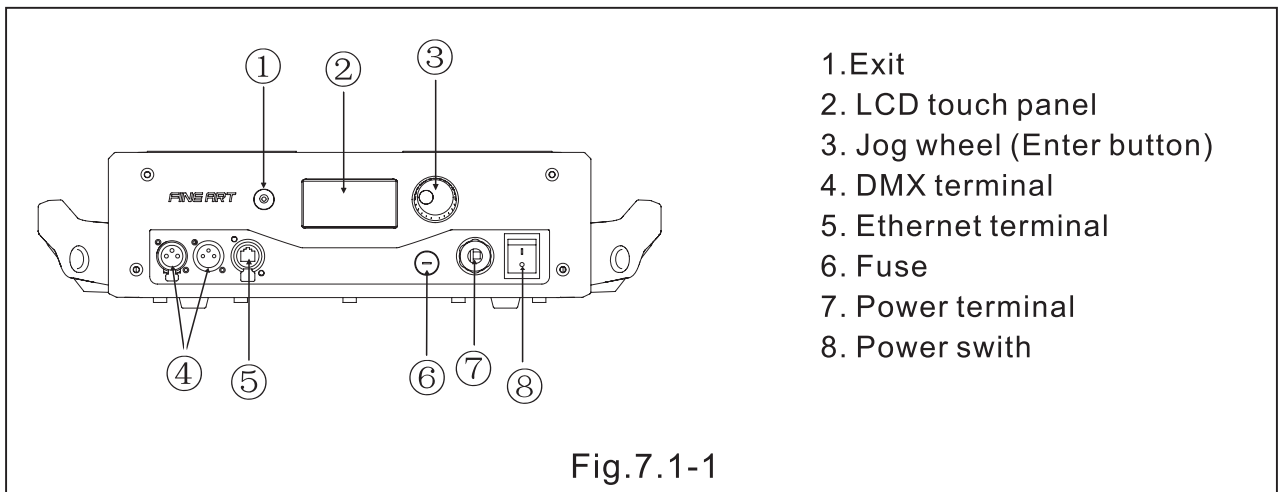 ① ② ③
1.Exit
2. LCD touch panel
3. Jog wheel (Enter button)
4. DMX terminal
5. Ethernet terminal
6. Fuse
7. Power terminal
8. Power swith
FINE ART
④ ⑤ ⑥ ⑦ ⑧
Fig.7.1-1